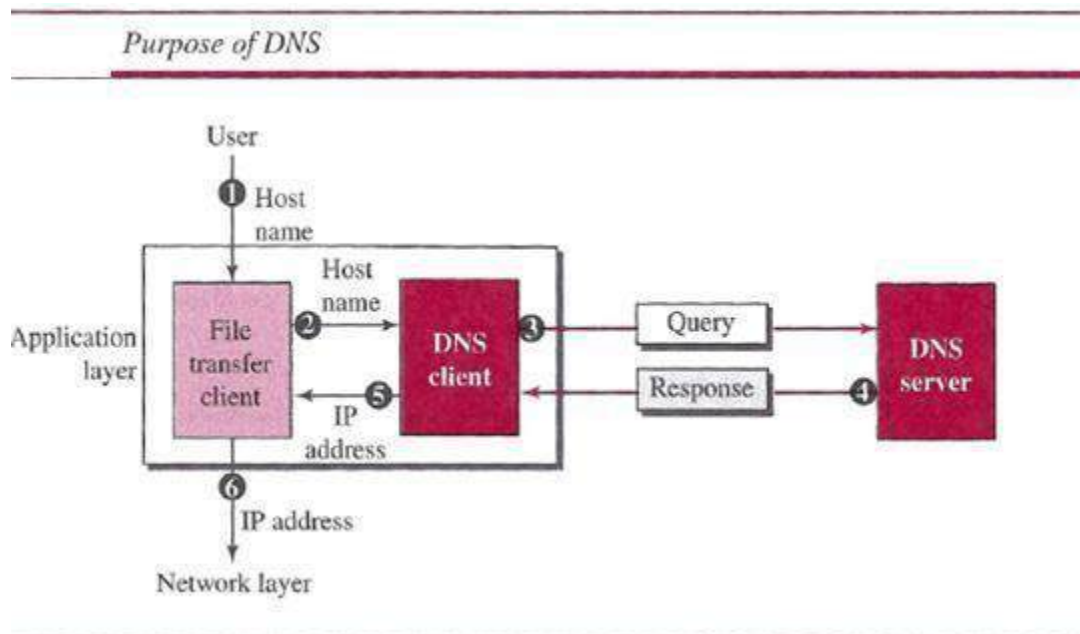 Purpose of DNS
User
1
Host
name
Host
name
2
3
Query
Application
layer
File
transfer
client
DNS
client
DNS
server
Response
4
5
IP
address
6
IP address
Network layer